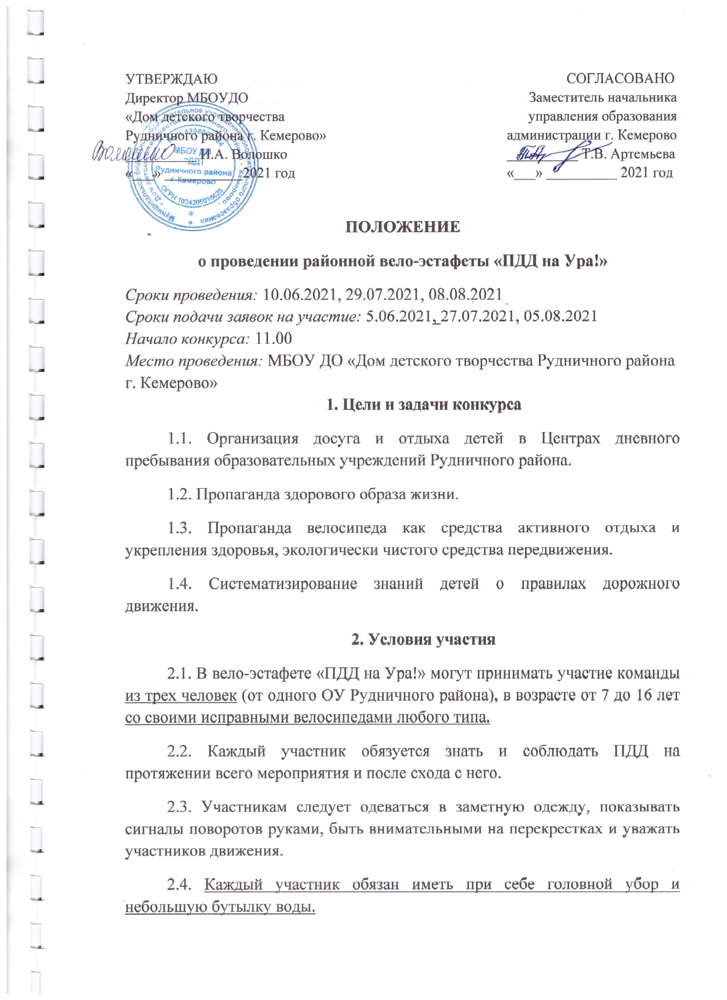 УТВЕРЖДАЮ
Директор МБОУДО
«Дом детского творчества
Рудничного района г. Кемерово»
__________ И.А. Волошко
«___» ___________2021 год
СОГЛАСОВАНО
Заместитель начальника
управления образования
администрации г. Кемерово
__________Т.В. Артемьева
«___» __________ 2021 год
МБОУ ДО
"ДДТ
Рудничного района
г. Кемерово
ОГРН 1034205016625
ПОЛОЖЕНИЕ
о проведении районной вело-эстафеты «ПДД на Ура!»
Сроки проведения: 10.06.2021, 29.07.2021, 08.08.2021
Сроки подачи заявок на участие: 5.06.2021, 27.07.2021, 05.08.2021
Начало конкурса: 11.00
Место проведения: МБОУ ДО «Дом детского творчества Рудничного района
г. Кемерово»
1. Цели и задачи конкурса
1.1. Организация досуга и отдыха детей в Центрах дневного
пребывания образовательных учреждений Рудничного района.
1.2. Пропаганда здорового образа жизни.
1.3. Пропаганда велосипеда как средства активного отдыха и
укрепления здоровья, экологически чистого средства передвижения.
1.4. Систематизирование знаний детей о правилах дорожного
движения.
2. Условия участия
2.1. В вело-эстафете «ПДД на Ура!» могут принимать участие команды
из трех человек (от одного ОУ Рудничного района), в возрасте от 7 до 16 лет
со своими исправными велосипедами любого типа.
2.2. Каждый участник обязуется знать и соблюдать ПДД на
протяжении всего мероприятия и после схода с него.
2.3. Участникам следует одеваться в заметную одежду, показывать
сигналы поворотов руками, быть внимательными на перекрестках и уважать
участников движения.
2.4. Каждый участник обязан иметь при себе головной убор и
небольшую бутылку воды.